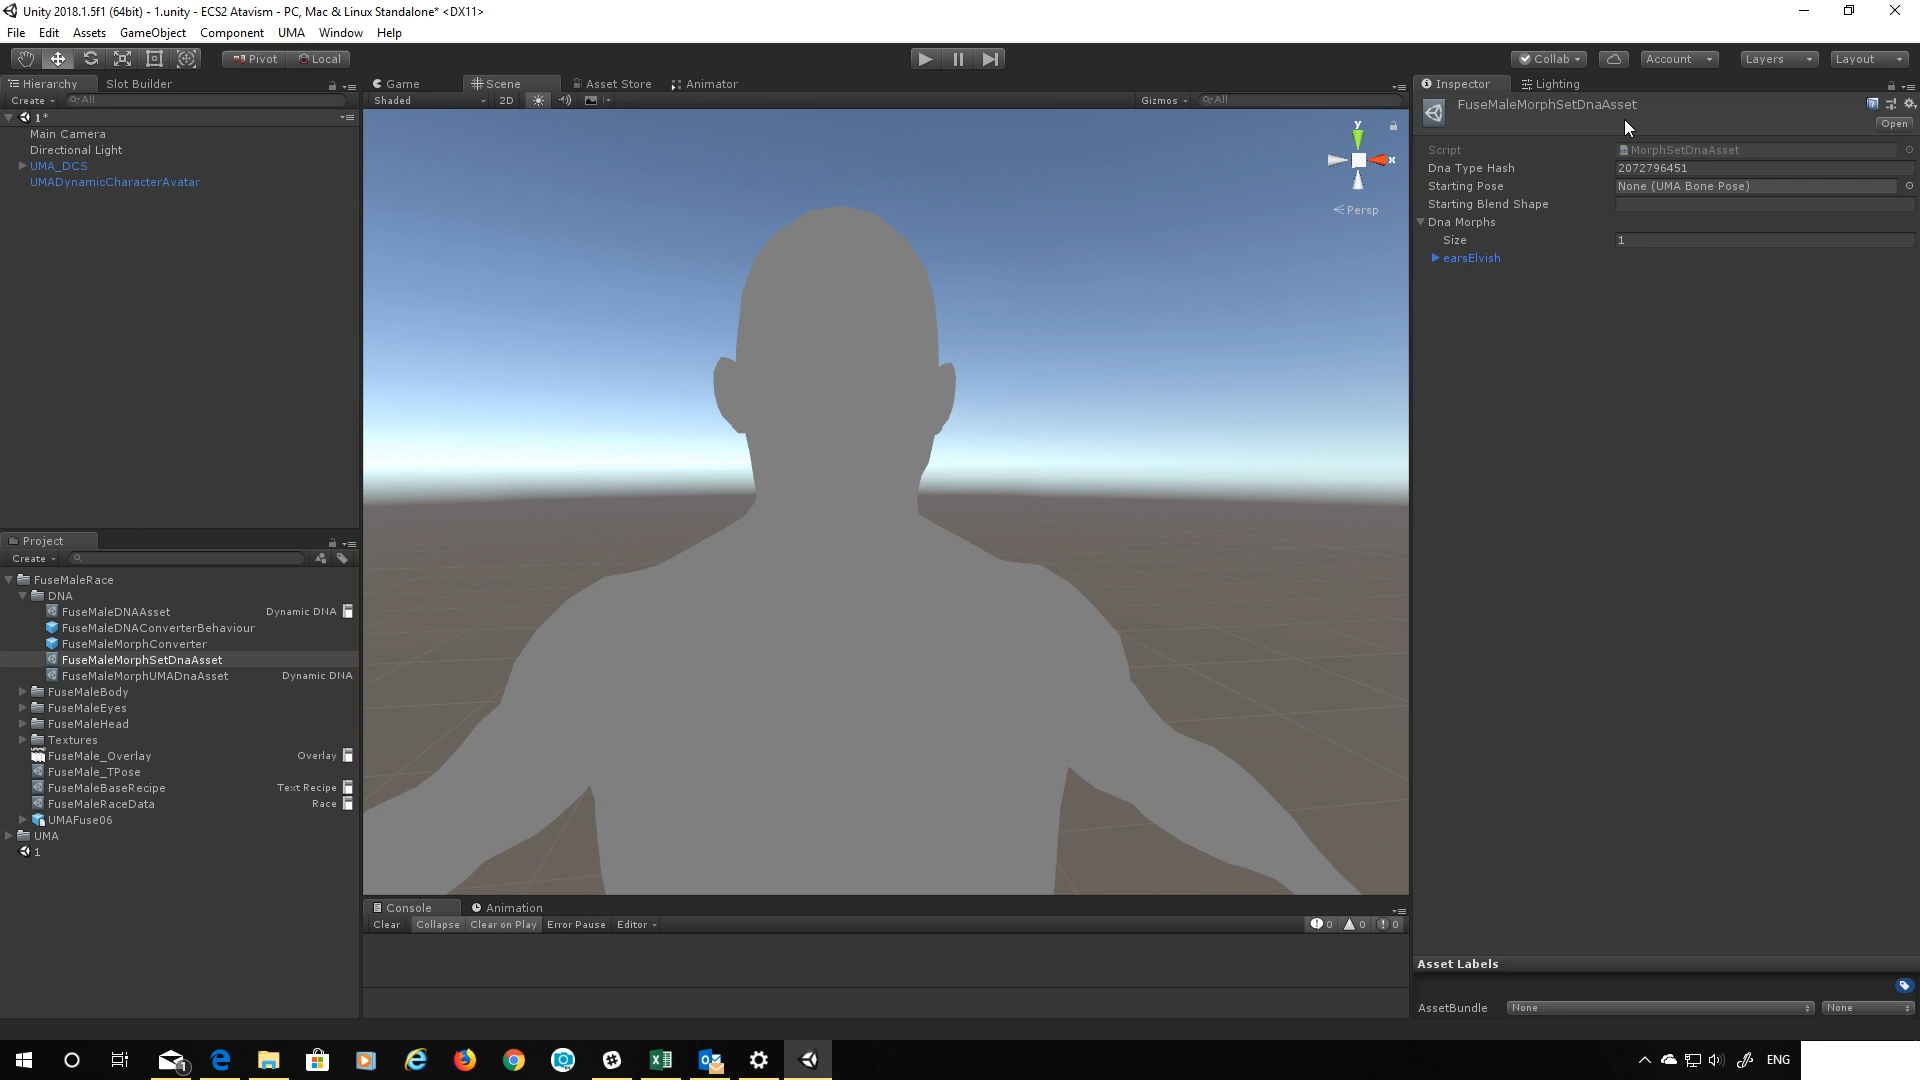 Unity 2018.1.5f1 (64bit) - 1.unity - ECS2 Atavism - PC, Mac & Linux Standalone* <DX11>
File Edit Assets GameObject Component UMA Window Help
Pivot Local Collab Account Layers Layout
Hierarchy Slot Builder
Create All
1*
Main Camera
Directional Light
UMA_DCS
UMADynamicCharacterAvatar
Game Scene Asset Store Animator
Shaded 2D Gizmos All
y
x
Persp
Project
Create
FuseMaleRace
DNA
FuseMaleDNAAsset Dynamic DNA
FuseMaleDNAConverterBehaviour
FuseMaleMorphConverter
FuseMaleMorphSetDnaAsset
FuseMaleMorphUMADnaAsset Dynamic DNA
FuseMaleBody
FuseMaleEyes
FuseMaleHead
Textures
FuseMale_Overlay Overlay
FuseMale_TPose
FuseMaleBaseRecipe Text Recipe
FuseMaleRaceData Race
UMAFuse06
UMA
1
Console Animation
Clear Collapse Clear on Play Error Pause Editor 0 0 0
Inspector Lighting
FuseMaleMorphSetDnaAsset
Open
Script MorphSetDnaAsset
Dna Type Hash 2072796451
Starting Pose None (UMA Bone Pose)
Starting Blend Shape
Dna Morphs
Size 1
earsElvish
Asset Labels
AssetBundle None None
1 ENG